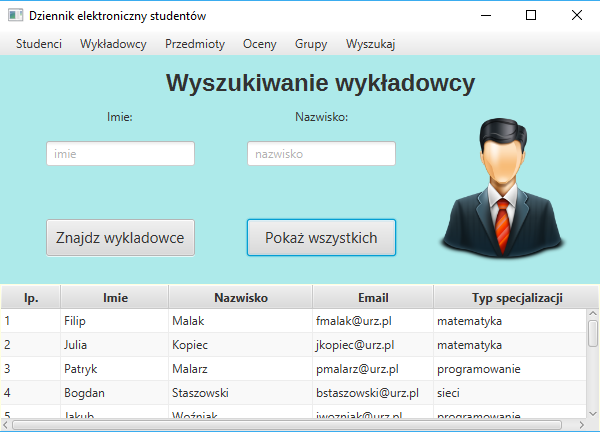 Dziennik elektroniczny studentów
Studenci Wykładowcy Przedmioty Oceny Grupy Wyszukaj
Wyszukiwanie wykładowcy
Imie: Nazwisko:
imie nazwisko
Znajdz wykladowce Pokaż wszystkich
lp. Imie Nazwisko Email Typ specjalizacji
1 Filip Malak fmalak@urz.pl matematyka
2 Julia Kopiec jkopiec@urz.pl matematyka
3 Patryk Malarz pmalarz@urz.pl programowanie
4 Bogdan Staszowski bstaszowski@urz.pl sieci
5 Jakub Woźniak jwozniak@urz.pl programowanie